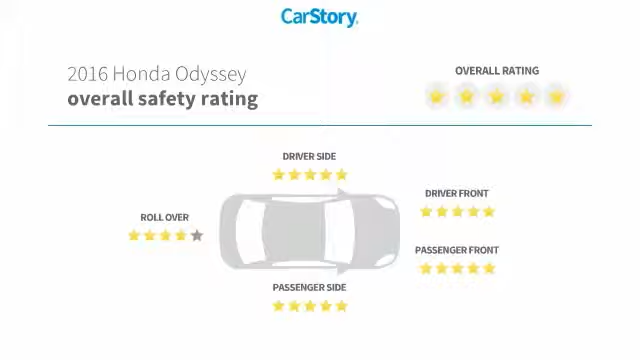 CarStory.
2016 Honda Odyssey
overall safety rating
OVERALL RATING
DRIVER SIDE
DRIVER FRONT
ROLL OVER
PASSENGER FRONT
PASSENGER SIDE